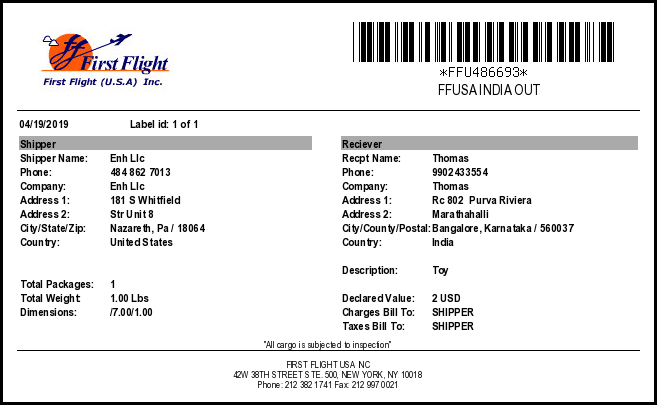 First Flight
First Flight (U.S.A) Inc.
*FFU486693*
FFUSA INDIA OUT
04/19/2019 Label id: 1 of 1
Shipper
Shipper Name: Enh Llc
Phone: 484 862 7013
Company: Enh Llc
Address 1: 181 S Whitfield
Address 2: Str Unit 8
City/State/Zip: Nazareth, Pa / 18064
Country: United States
Total Packages: 1
Total Weight: 1.00 Lbs
Dimensions: /7.00/1.00
Reciever
Recpt Name: Thomas
Phone: 9902433554
Company: Thomas
Address 1: Rc 802 Purva Riviera
Address 2: Marathahalli
City/County/Postal: Bangalore, Karnataka / 560037
Country: India
Description: Toy
Declared Value: 2 USD
Charges Bill To: SHIPPER
Taxes Bill To: SHIPPER
"All cargo is subjected to inspection"
FIRST FLIGHT USA INC
42W 38TH STREET STE. 500, NEW YORK, NY 10018
Phone: 212 382 1741 Fax: 212 997 0021